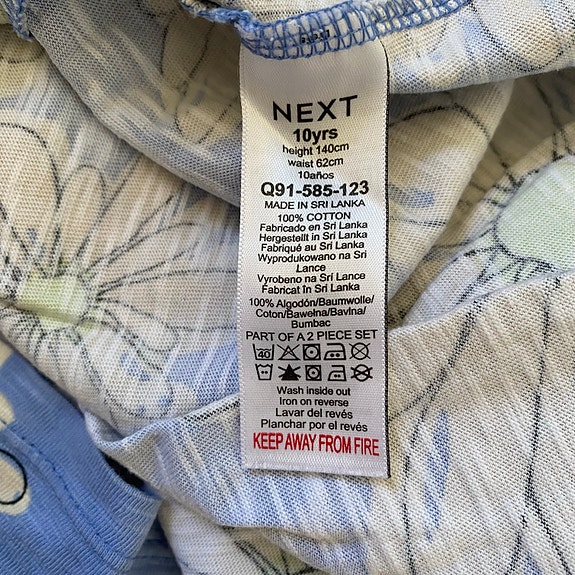 NEXT
10yrs
height 140cm
waist 62cm
10años
Q91-585-123
MADE IN SRI LANKA
100% COTTON
Fabricado en Sri Lanka
Hergestellt in Sri Lanka
Fabriqué au Sri Lanka
Wyprodukowano na Sri
Lance
Vyrobeno na Sri Lance
Fabricat în Sri Lanka
100% Algodón/Baumwolle/
Coton/Bawełna/Bavlna/
Bumbac
PART OF A 2 PIECE SET
40
Wash inside out
Iron on reverse
Lavar del revés
Planchar por el revés
KEEP AWAY FROM FIRE